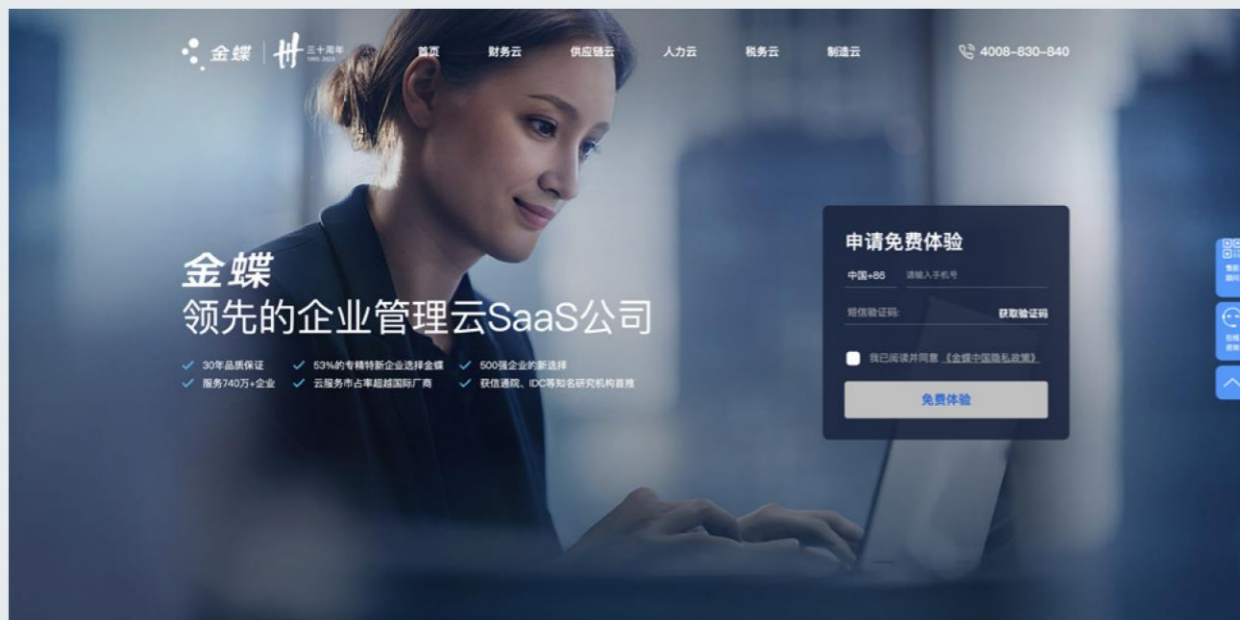 金蝶 卅 三十周年
1993-2023
首页 财务云 供应链云 人力云 税务云 制造云 4008-830-840
金蝶
领先的企业管理云SaaS公司
30年品质保证 53%的专精特新企业选择金蝶 500强企业的新选择
服务740万+企业 云服务市占率超越国际厂商 获信通院、IDC等知名研究机构首推
申请免费体验
中国+86 请输入手机号
短信验证码: 获取验证码
我已阅读并同意 《金蝶中国隐私政策》
免费体验